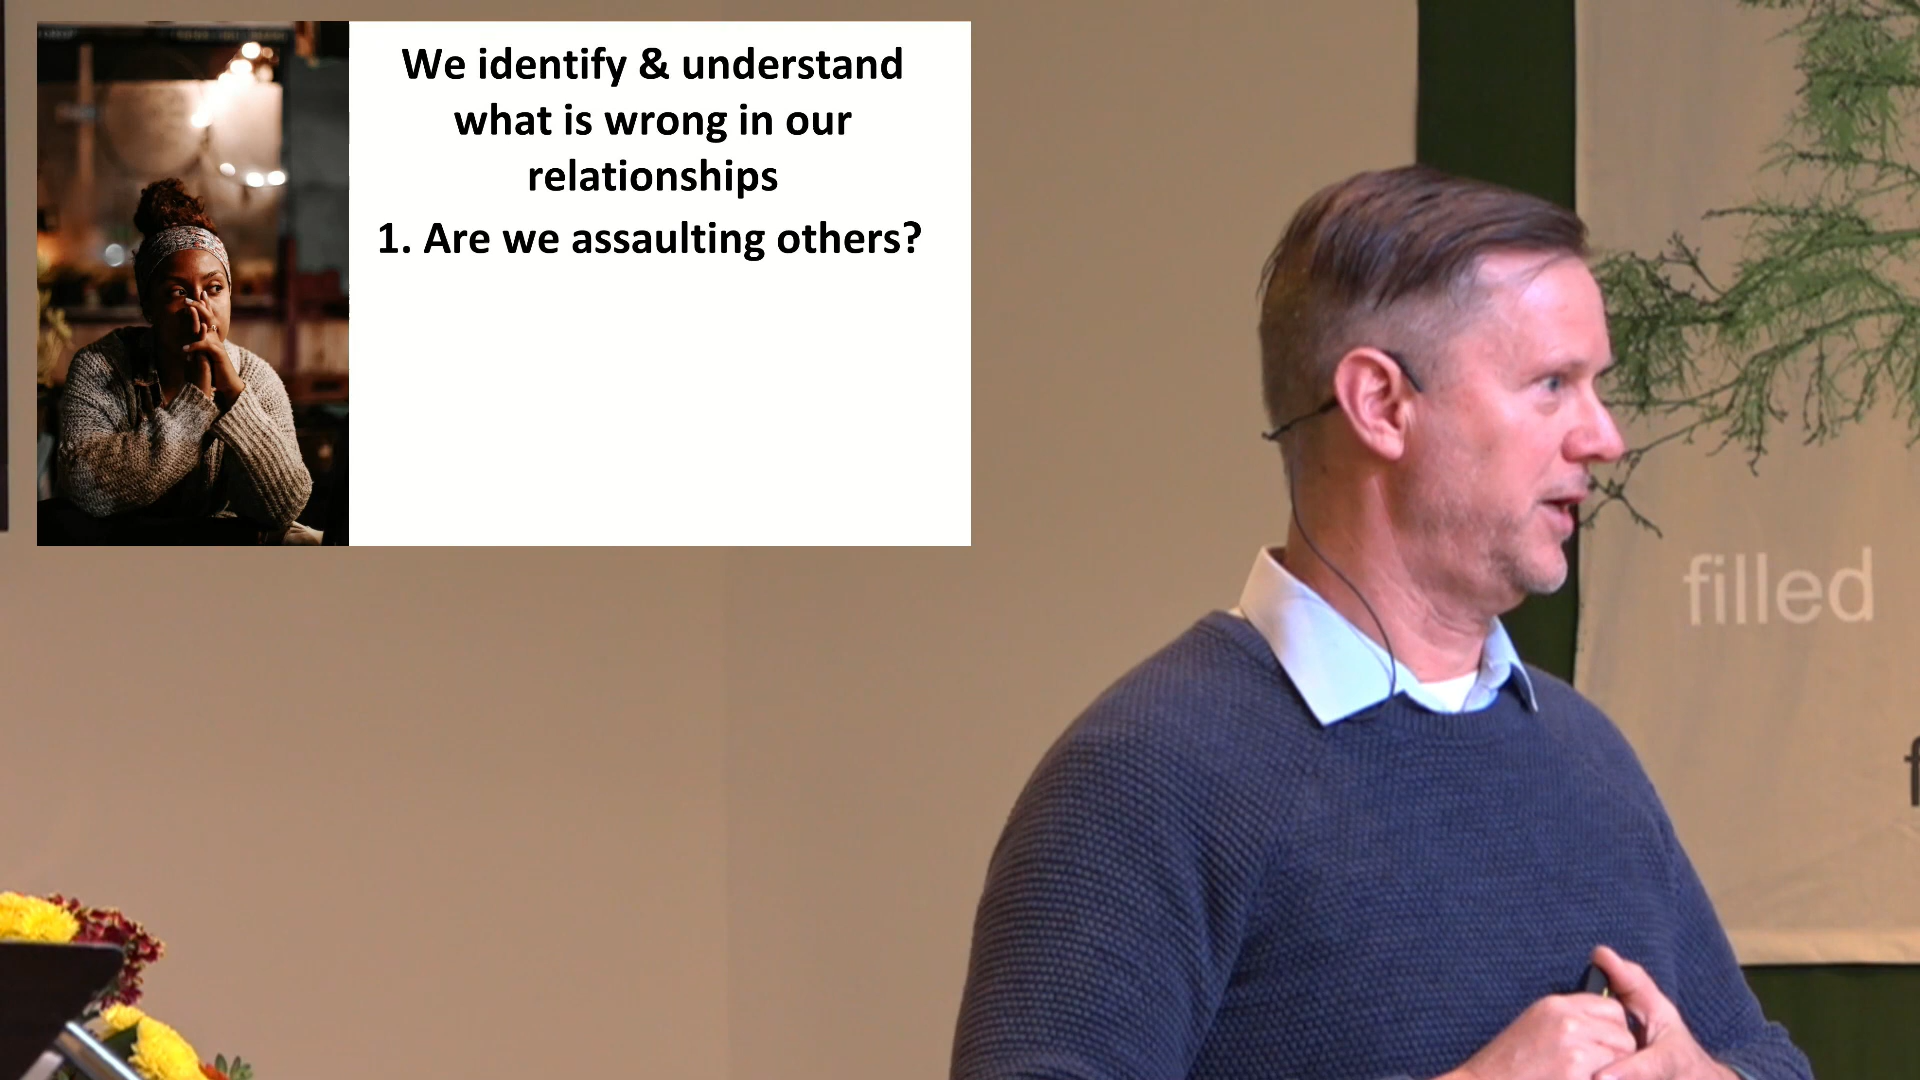 We identify & understand
what is wrong in our
relationships
1. Are we assaulting others?
filled
f